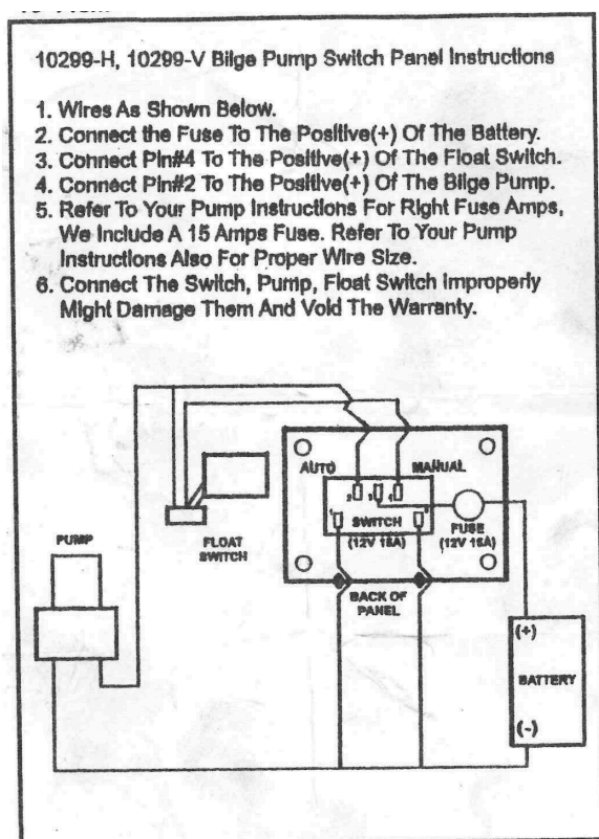 10299-H, 10299-V Bilge Pump Switch Panel Instructions
1. Wires As Shown Below.
2. Connect the Fuse To The Positive(+) Of The Battery.
3. Connect Pin#4 To The Positive(+) Of The Float Switch.
4. Connect Pin#2 To The Positive(+) Of The Bilge Pump.
5. Refer To Your Pump Instructions For Right Fuse Amps,
We Include A 15 Amps Fuse. Refer To Your Pump
Instructions Also For Proper Wire Size.
6. Connect The Switch, Pump, Float Switch Improperly
Might Damage Them And Void The Warranty.
AUTO
MANUAL
2
3
4
1
SWITCH
(12V 15A)
FUSE
(12V 15A)
PUMP
FLOAT
SWITCH
BACK OF
PANEL
(+)
BATTERY
(-)